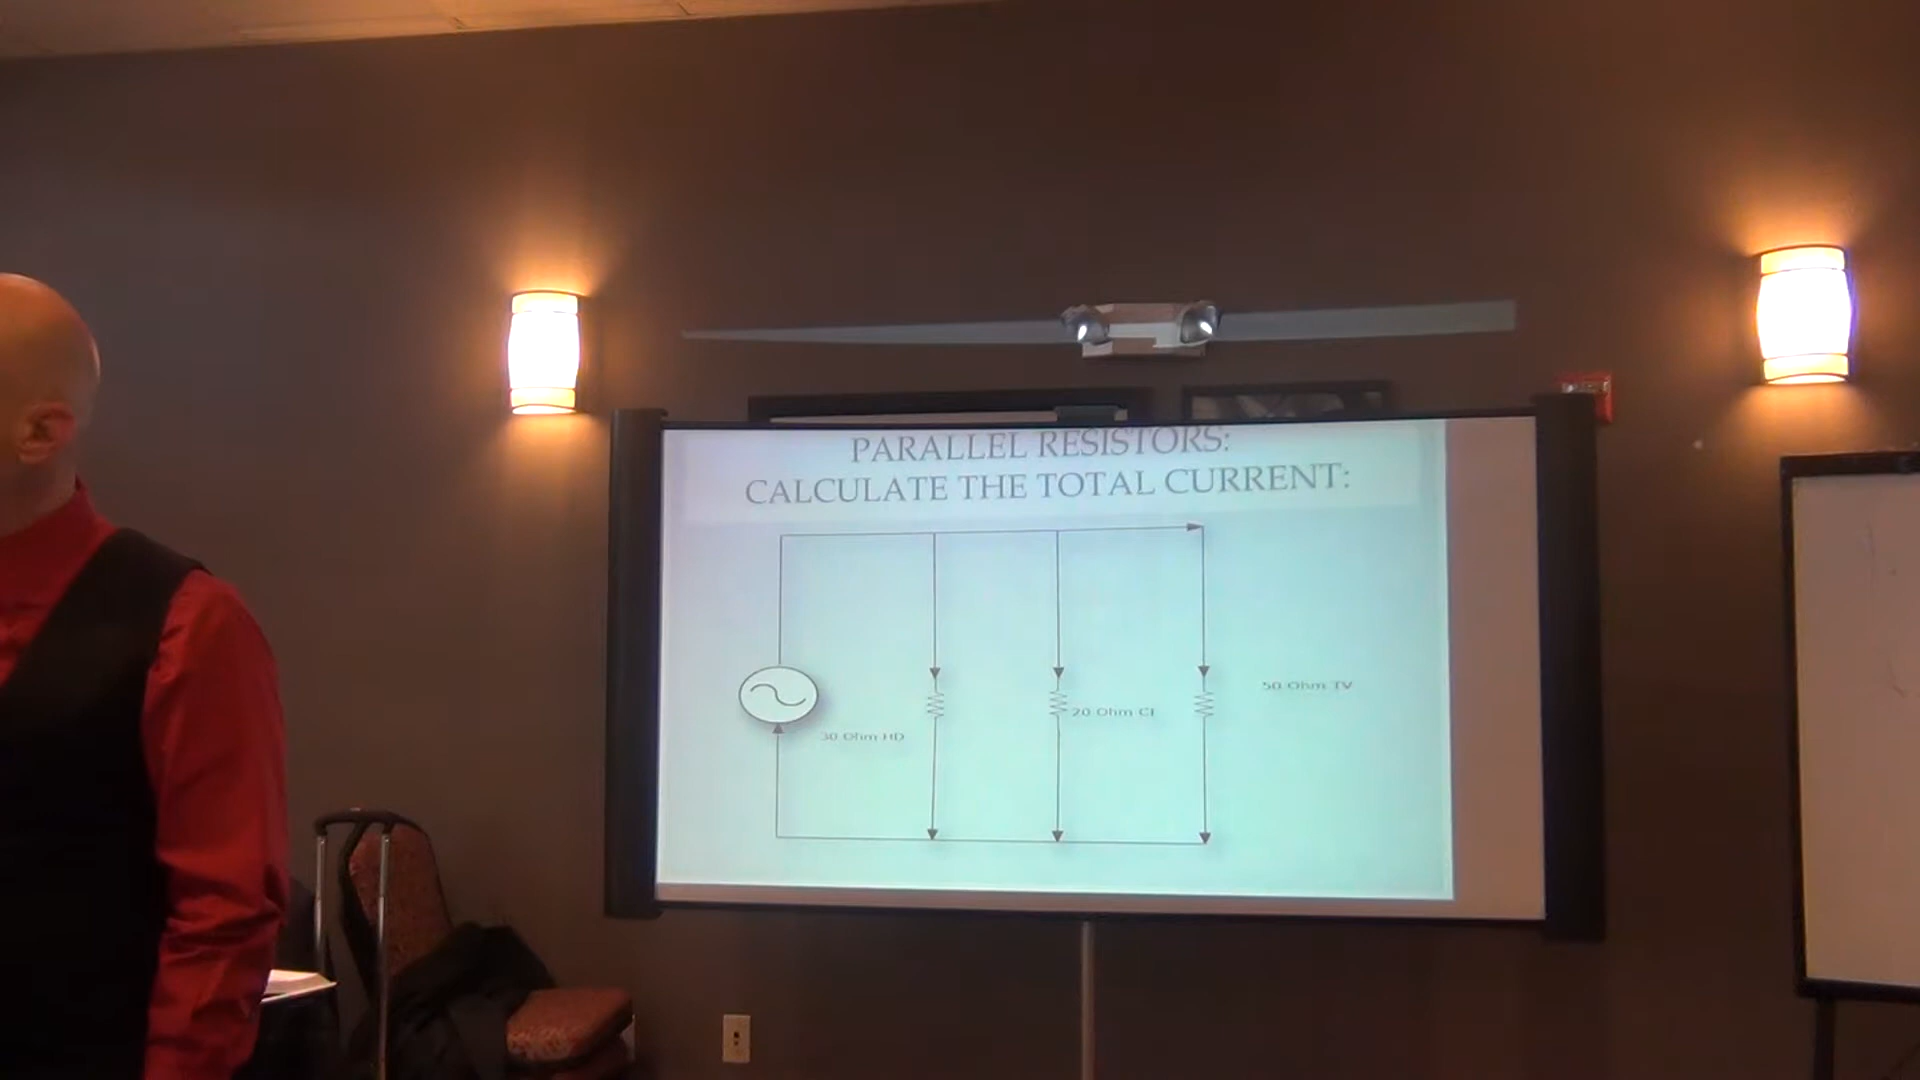 PARALLEL RESISTORS:
CALCULATE THE TOTAL CURRENT:
50 Ohm TV
20 Ohm CI
30 Ohm HD